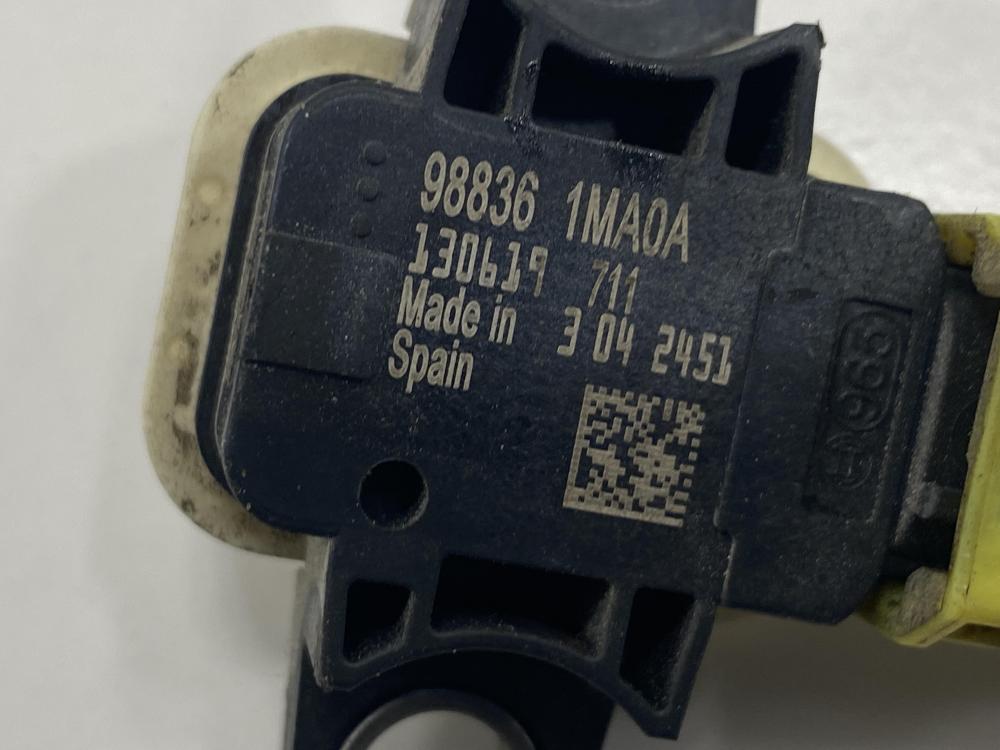 98836 1MA0A
130619 711
Made in 3 04 2451
Spain